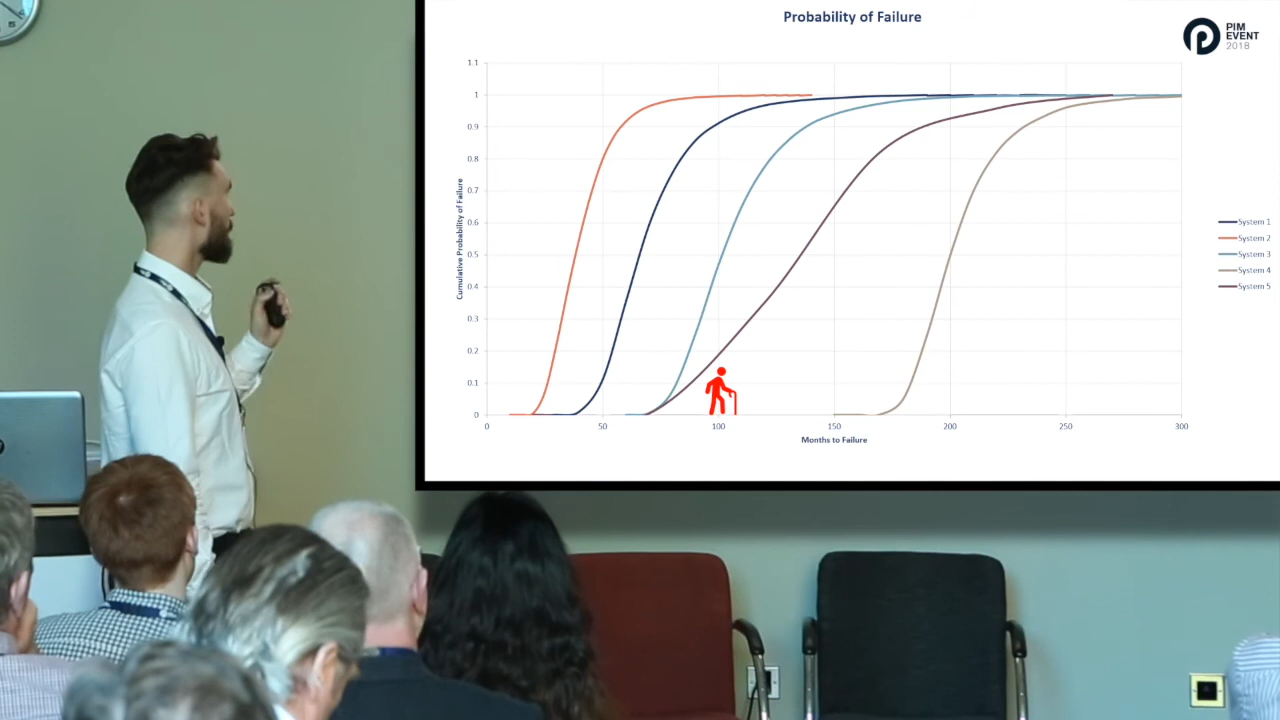 Probability of Failure
PIM
EVENT
2018
Cumulative Probability of Failure
1.1
1
0.9
0.8
0.7
0.6
0.5
0.4
0.3
0.2
0.1
0
0
50
100
150
200
250
300
Months to Failure
System 1
System 2
System 3
System 4
System 5